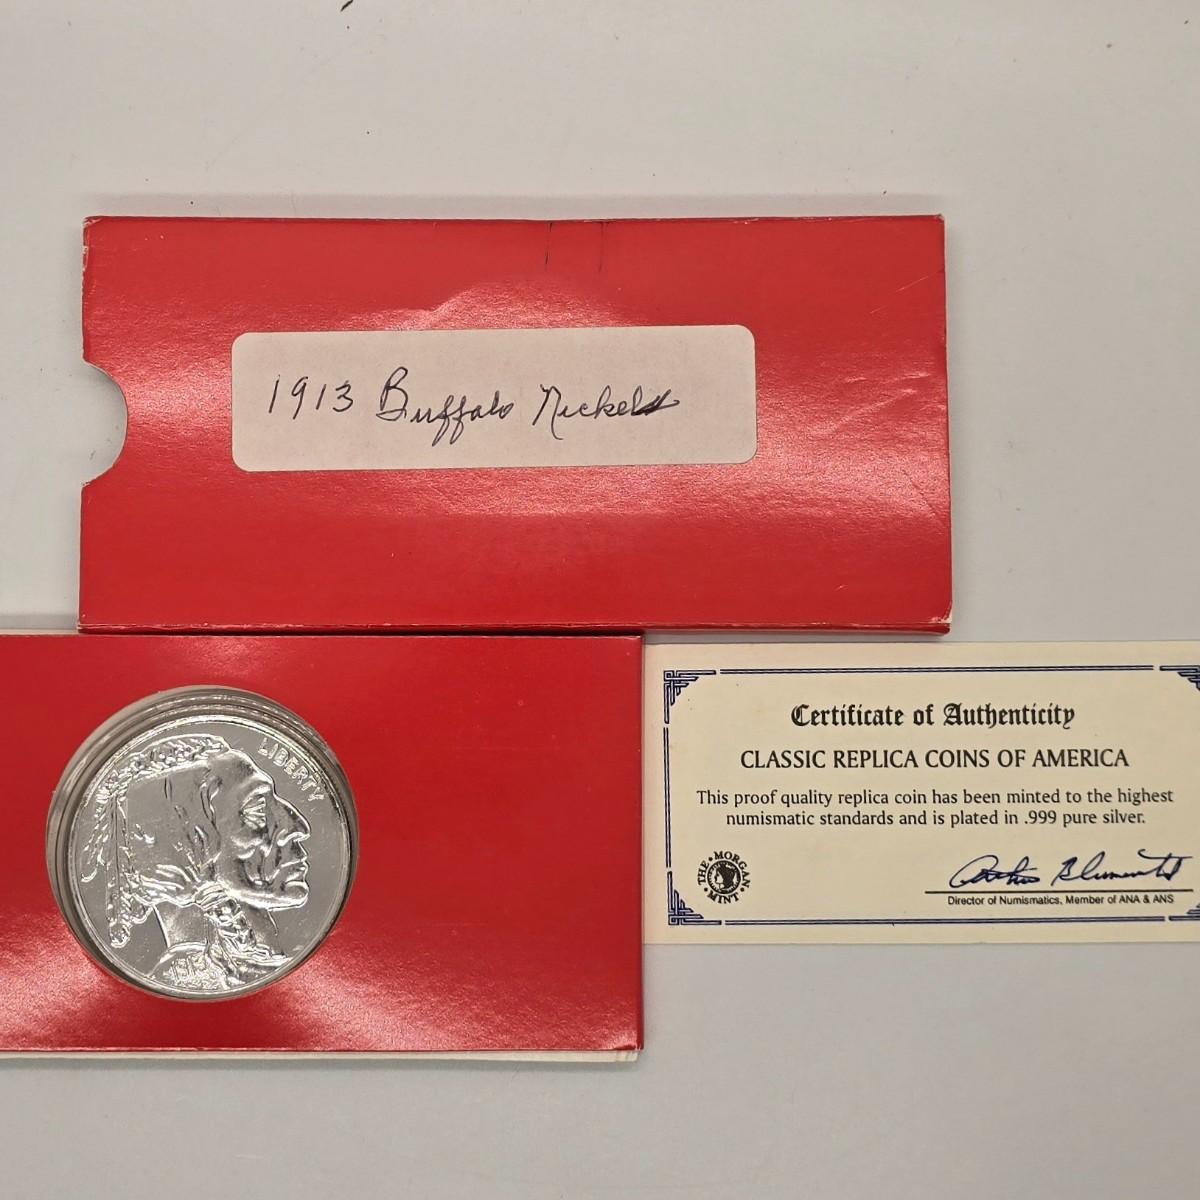 1913 Buffalo Nickel
LIBERTY
1913
Certificate of Authenticity
CLASSIC REPLICA COINS OF AMERICA
This proof quality replica coin has been minted to the highest
numismatic standards and is plated in .999 pure silver.
THE • MORGAN • MINT •
Director of Numismatics, Member of ANA & ANS